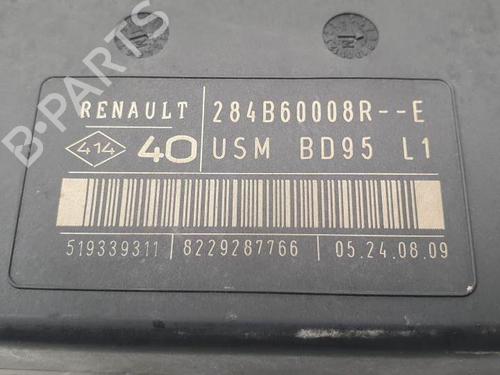 RENAULT 284B60008R--E
414 40 USM BD95 L1
519339311 8229287766 05.24.08.09
B-PARTS